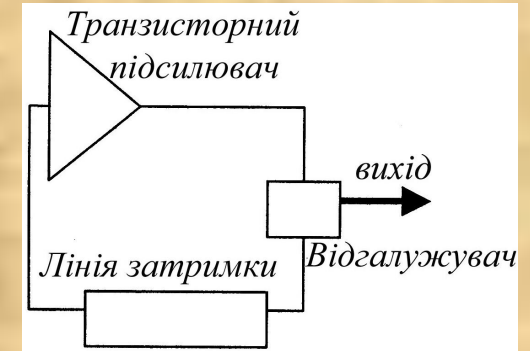 Транзисторний
підсилювач
вихід
Відгалужувач
Лінія затримки